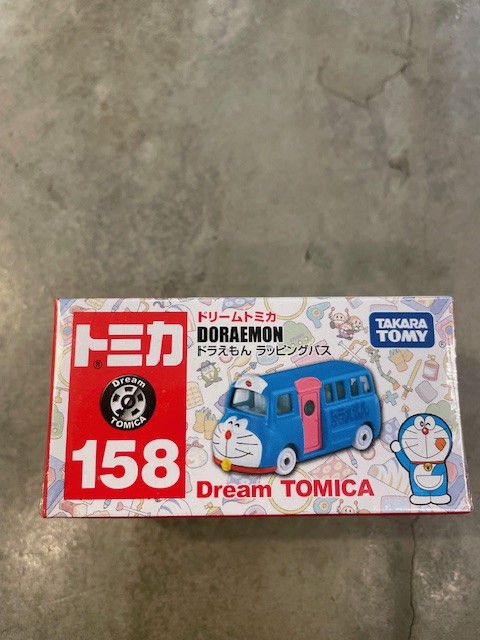 トミカ
®
Dream
TOMICA
158
ドリームトミカ
DORAEMON
ドラえもん ラッピングバス
TAKARA
TOMY®
Dream TOMICA